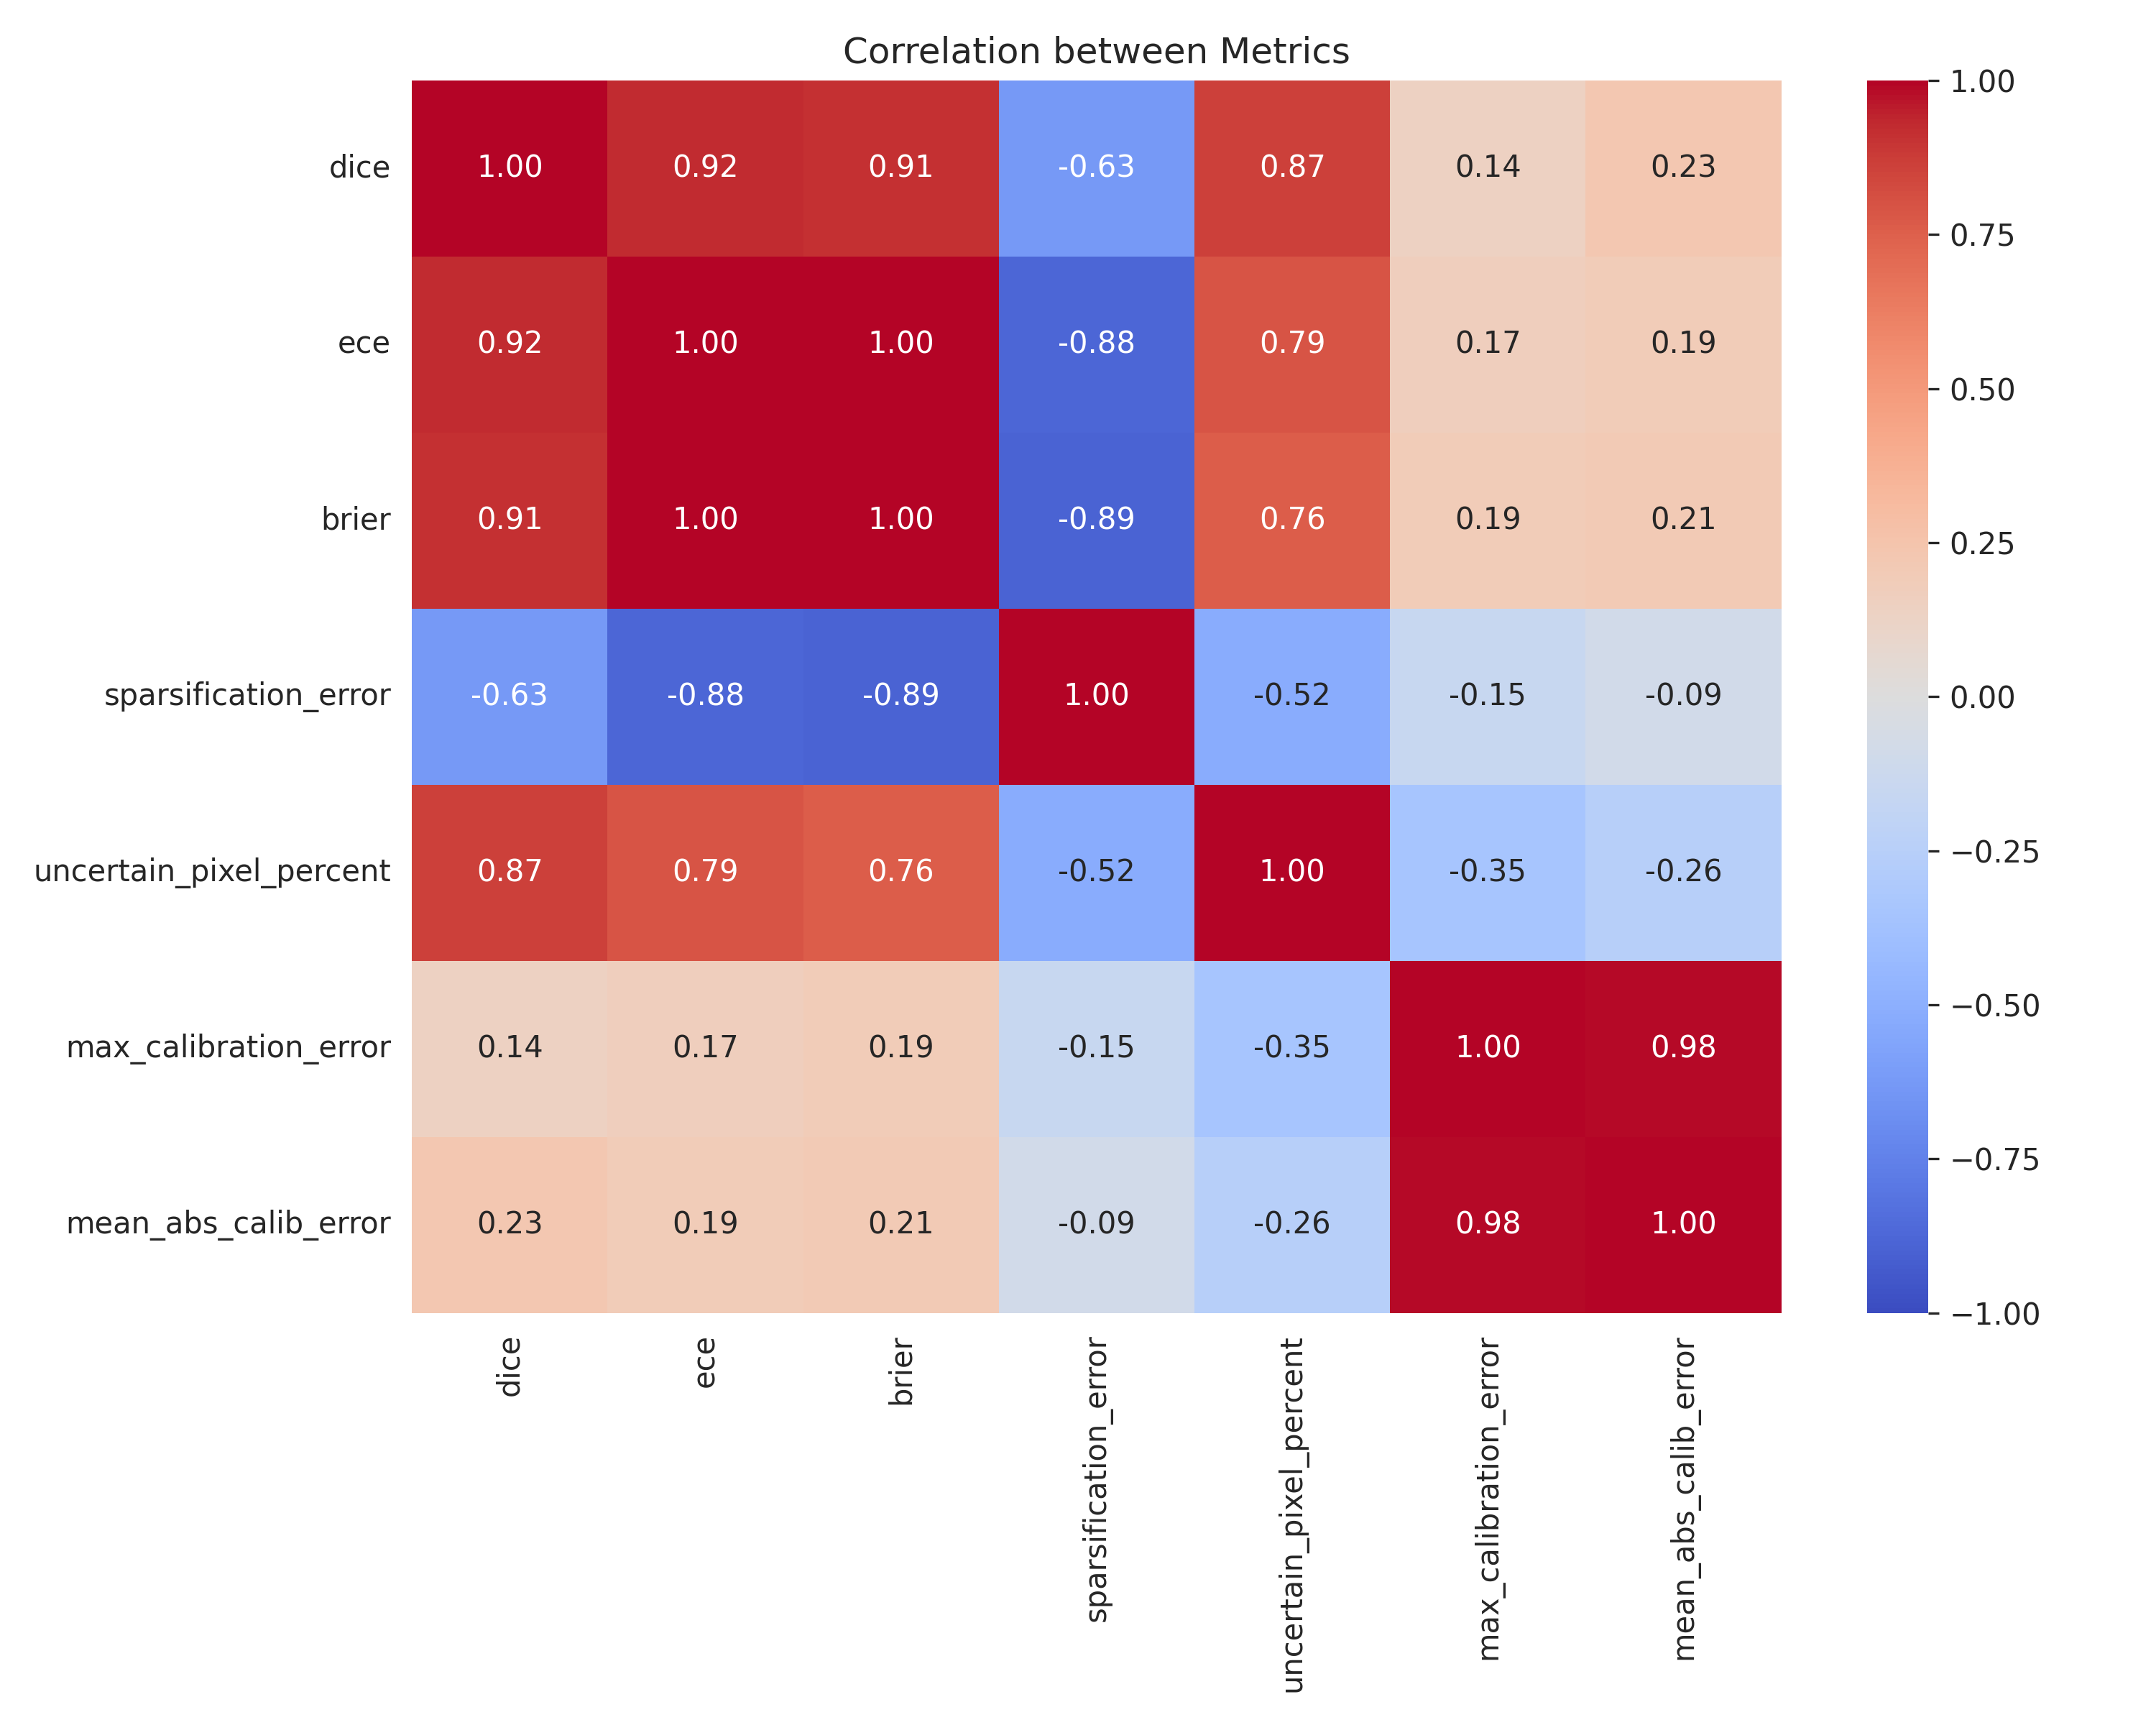 Correlation between Metrics
dice 1.00 0.92 0.91 -0.63 0.87 0.14 0.23
ece 0.92 1.00 1.00 -0.88 0.79 0.17 0.19
brier 0.91 1.00 1.00 -0.89 0.76 0.19 0.21
sparsification_error -0.63 -0.88 -0.89 1.00 -0.52 -0.15 -0.09
uncertain_pixel_percent 0.87 0.79 0.76 -0.52 1.00 -0.35 -0.26
max_calibration_error 0.14 0.17 0.19 -0.15 -0.35 1.00 0.98
mean_abs_calib_error 0.23 0.19 0.21 -0.09 -0.26 0.98 1.00
dice
ece
brier
sparsification_error
uncertain_pixel_percent
max_calibration_error
mean_abs_calib_error
1.00
0.75
0.50
0.25
0.00
−0.25
−0.50
−0.75
−1.00